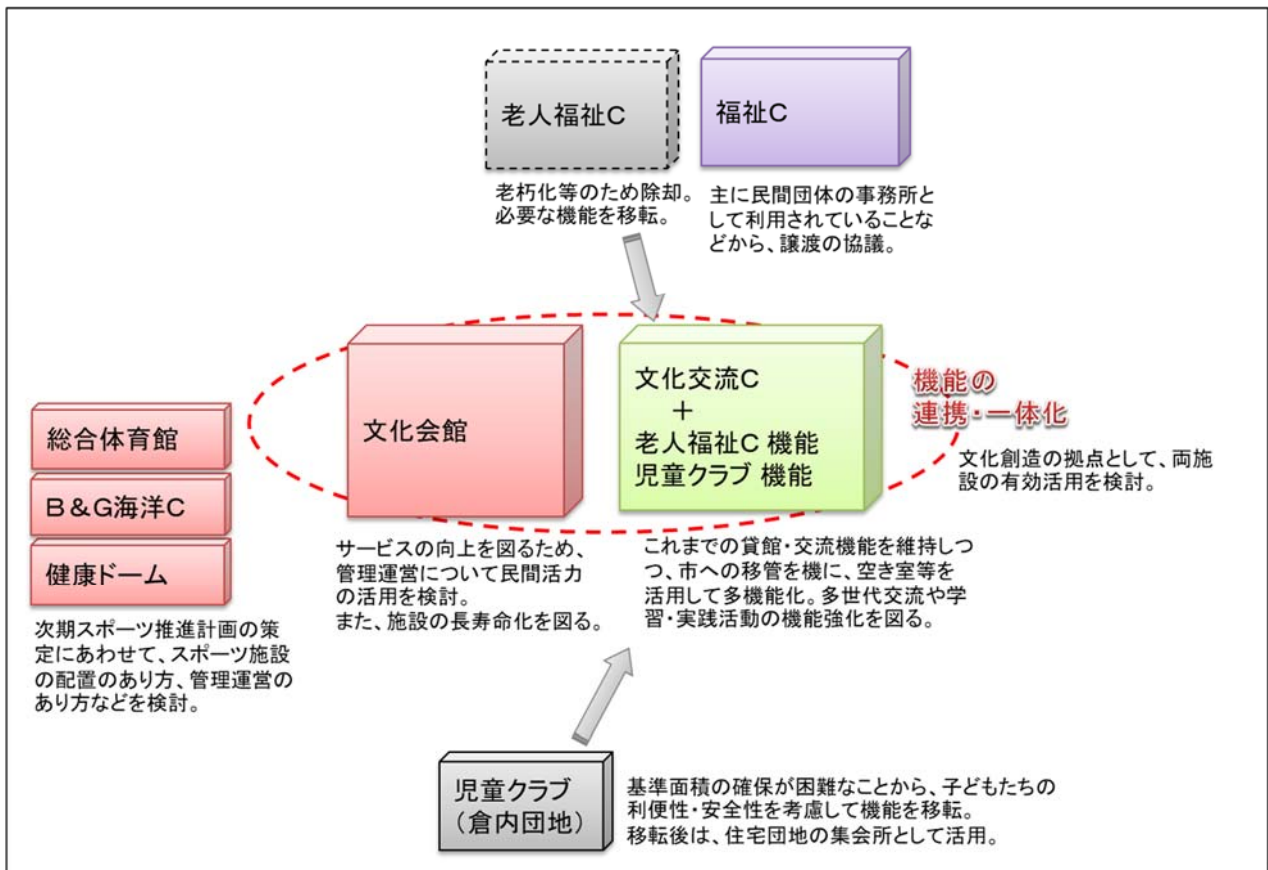 老人福祉C
福祉C
老朽化等のため除却。
必要な機能を移転。
主に民間団体の事務所と
して利用されていることな
どから、譲渡の協議。
文化会館
文化交流C
+
老人福祉C 機能
児童クラブ 機能
機能の
連携・一体化
文化創造の拠点として、両施
設の有効活用を検討。
総合体育館
B&G海洋C
健康ドーム
次期スポーツ推進計画の策
定にあわせて、スポーツ施設
の配置のあり方、管理運営の
あり方などを検討。
サービスの向上を図るため、
管理運営について民間活力
の活用を検討。
また、施設の長寿命化を図る。
これまでの貸館・交流機能を維持しつ
つ、市への移管を機に、空き室等を
活用して多機能化。多世代交流や学
習・実践活動の機能強化を図る。
児童クラブ
(倉内団地)
基準面積の確保が困難なことから、子どもたちの
利便性・安全性を考慮して機能を移転。
移転後は、住宅団地の集会所として活用。